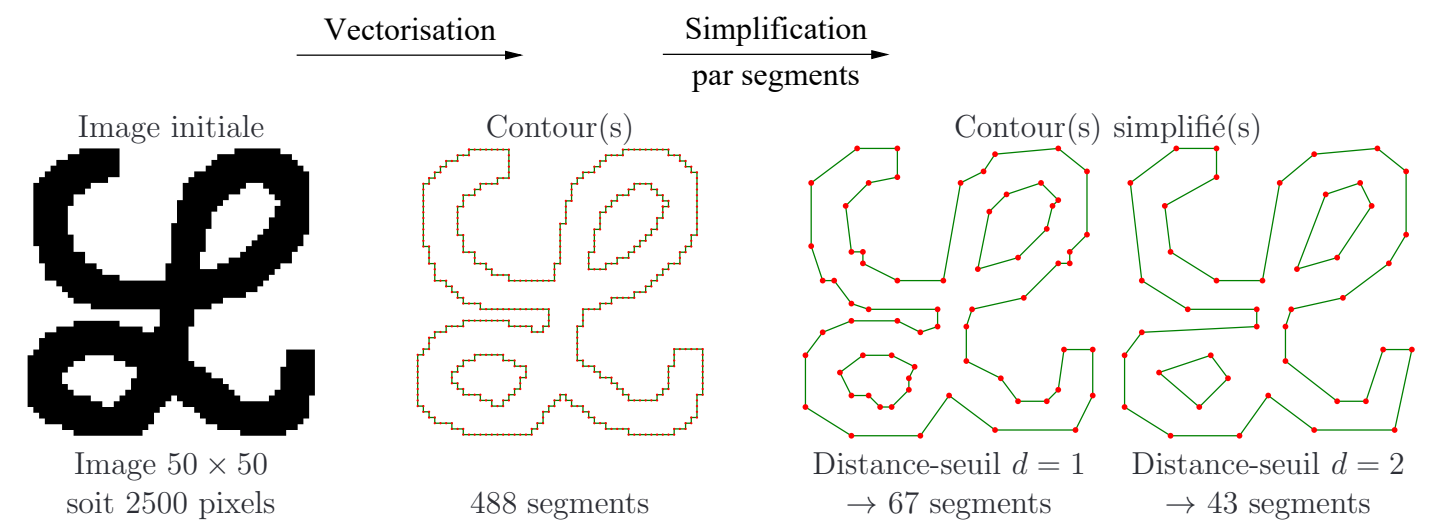 Vectorisation
Simplification
par segments
Image initiale
Contour(s)
Contour(s) simplifié(s)
Image 50 × 50
soit 2500 pixels
488 segments
Distance-seuil d = 1
→ 67 segments
Distance-seuil d = 2
→ 43 segments